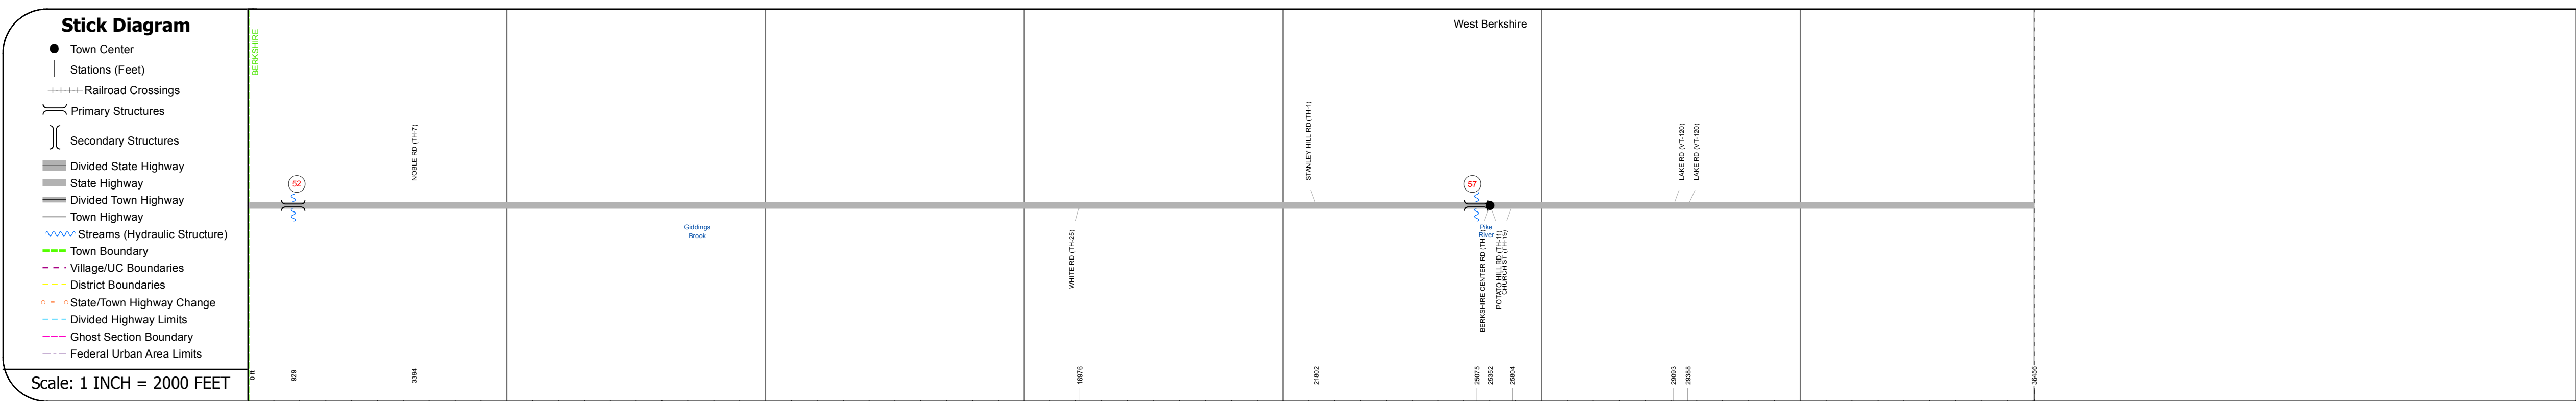 Stick Diagram
Town Center
Stations (Feet)
Railroad Crossings
Primary Structures
Secondary Structures
Divided State Highway
State Highway
Divided Town Highway
Town Highway
Streams (Hydraulic Structure)
Town Boundary
Village/UC Boundaries
District Boundaries
State/Town Highway Change
Divided Highway Limits
Ghost Section Boundary
Federal Urban Area Limits
Scale: 1 INCH = 2000 FEET
BERKSHIRE
West Berkshire
52
NOBLE RD (TH-7)
Giddings
Brook
WHITE RD (TH-25)
STANLEY HILL RD (TH-1)
57
Pike
River
BERKSHIRE CENTER RD
POTATO HILL RD (TH-11)
CHURCH ST (TH-19)
LAKE RD (VT-120)
LAKE RD (VT-120)
0 ft
929
3394
16976
21802
25075
25352
25804
29093
29388
36456